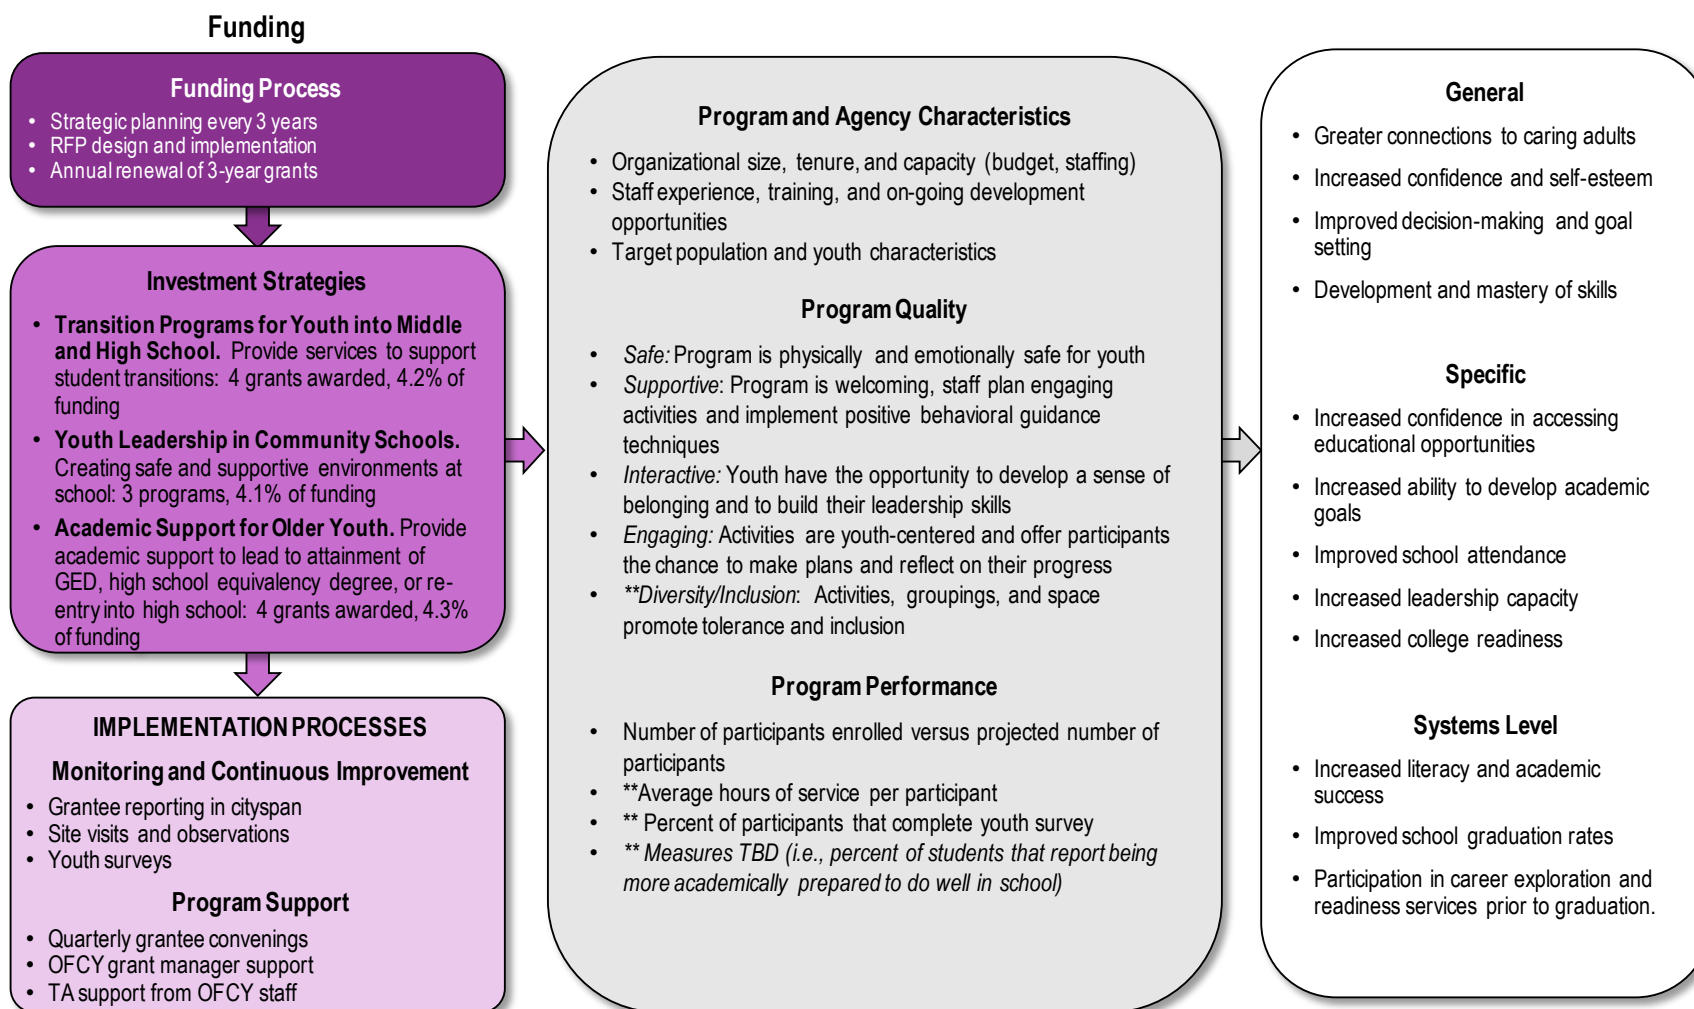 Funding
Funding Process
• Strategic planning every 3 years
• RFP design and implementation
• Annual renewal of 3-year grants
Investment Strategies
• Transition Programs for Youth into Middle
and High School. Provide services to support
student transitions: 4 grants awarded, 4.2% of
funding
• Youth Leadership in Community Schools.
Creating safe and supportive environments at
school: 3 programs, 4.1% of funding
• Academic Support for Older Youth. Provide
academic support to lead to attainment of
GED, high school equivalency degree, or re-
entry into high school: 4 grants awarded, 4.3%
of funding
IMPLEMENTATION PROCESSES
Monitoring and Continuous Improvement
• Grantee reporting in cityspan
• Site visits and observations
• Youth surveys
Program Support
• Quarterly grantee convenings
• OFCY grant manager support
• TA support from OFCY staff
Program and Agency Characteristics
• Organizational size, tenure, and capacity (budget, staffing)
• Staff experience, training, and on-going development
opportunities
• Target population and youth characteristics
Program Quality
• Safe: Program is physically and emotionally safe for youth
• Supportive: Program is welcoming, staff plan engaging
activities and implement positive behavioral guidance
techniques
• Interactive: Youth have the opportunity to develop a sense of
belonging and to build their leadership skills
• Engaging: Activities are youth-centered and offer participants
the chance to make plans and reflect on their progress
• **Diversity/Inclusion: Activities, groupings, and space
promote tolerance and inclusion
Program Performance
• Number of participants enrolled versus projected number of
participants
• **Average hours of service per participant
• ** Percent of participants that complete youth survey
• ** Measures TBD (i.e., percent of students that report being
more academically prepared to do well in school)
General
• Greater connections to caring adults
• Increased confidence and self-esteem
• Improved decision-making and goal
setting
• Development and mastery of skills
Specific
• Increased confidence in accessing
educational opportunities
• Increased ability to develop academic
goals
• Improved school attendance
• Increased leadership capacity
• Increased college readiness
Systems Level
• Increased literacy and academic
success
• Improved school graduation rates
• Participation in career exploration and
readiness services prior to graduation.